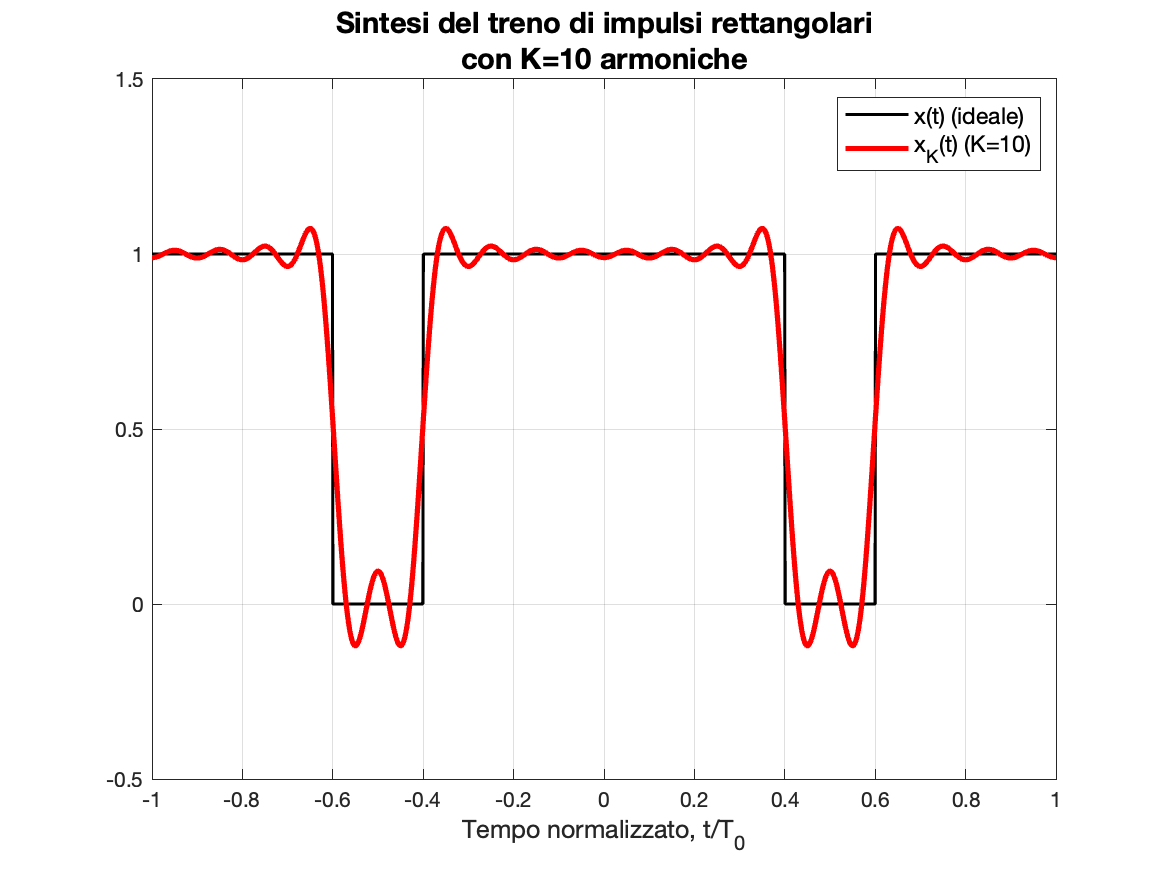 Sintesi del treno di impulsi rettangolari
con K=10 armoniche
x(t) (ideale)
x_K(t) (K=10)
1.5
1
0.5
0
-0.5
-1 -0.8 -0.6 -0.4 -0.2 0 0.2 0.4 0.6 0.8 1
Tempo normalizzato, t/T_0